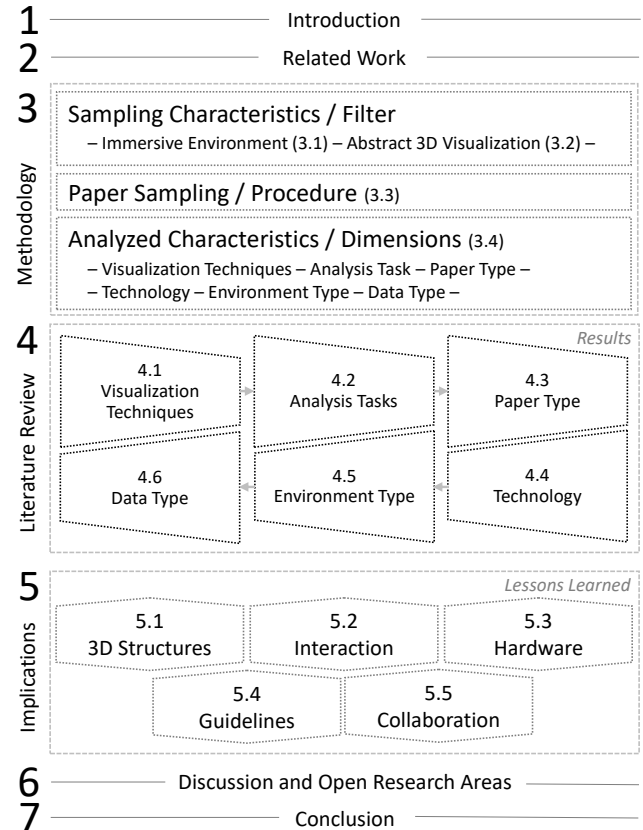 1 Introduction
2 Related Work
3
Methodology
Sampling Characteristics / Filter
– Immersive Environment (3.1) – Abstract 3D Visualization (3.2) –
Paper Sampling / Procedure (3.3)
Analyzed Characteristics / Dimensions (3.4)
– Visualization Techniques – Analysis Task – Paper Type –
– Technology – Environment Type – Data Type –
4
Literature Review
Results
4.1
Visualization
Techniques
4.2
Analysis Tasks
4.3
Paper Type
4.6
Data Type
4.5
Environment Type
4.4
Technology
5
Implications
Lessons Learned
5.1
3D Structures
5.2
Interaction
5.3
Hardware
5.4
Guidelines
5.5
Collaboration
6 Discussion and Open Research Areas
7 Conclusion